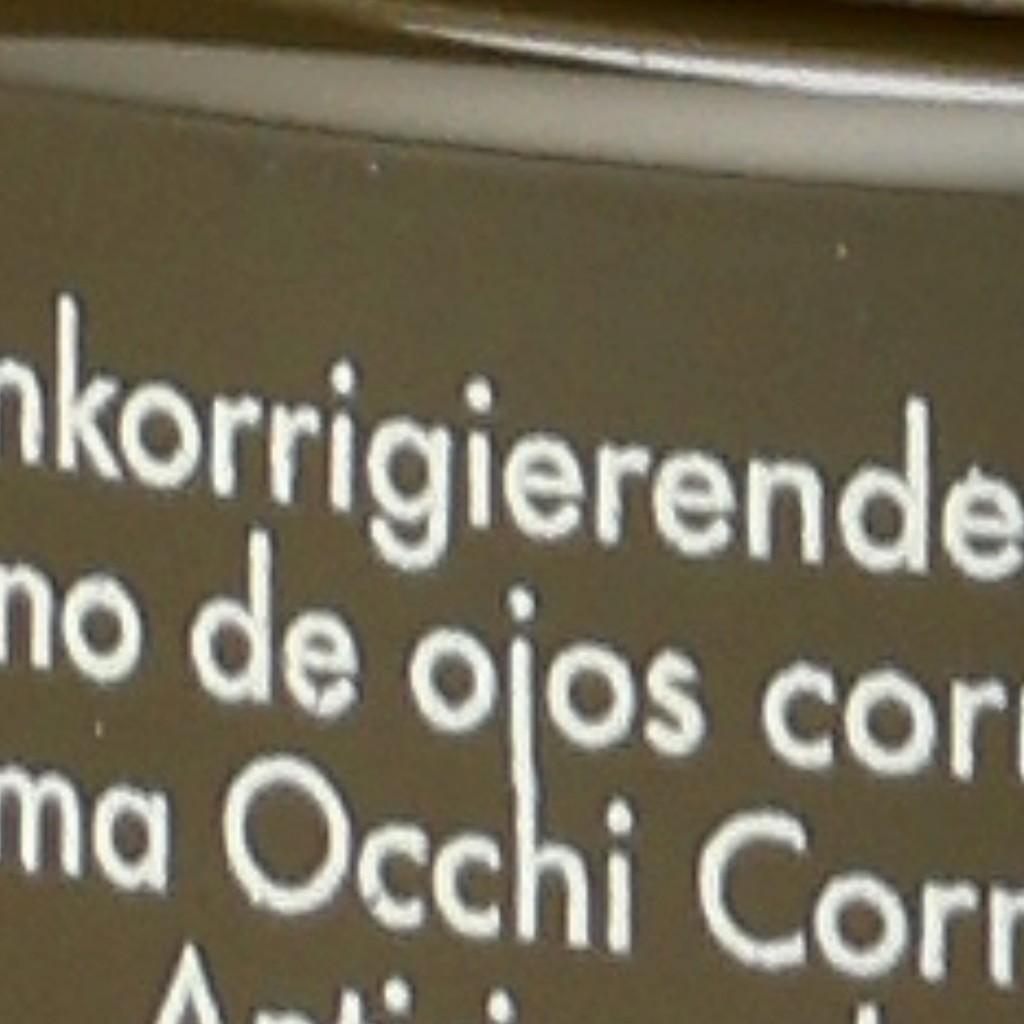 nkorrigierende
no de ojos corr
ma Occhi Corr